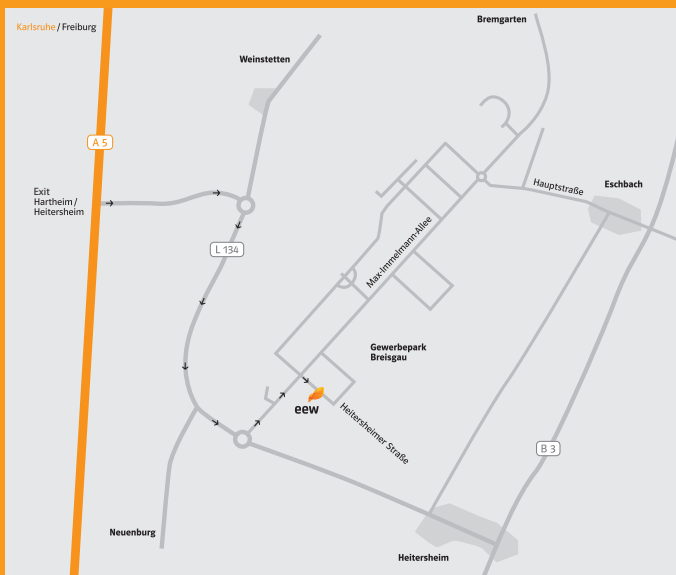 Bremgarten
Karlsruhe / Freiburg
Weinstetten
A 5
Hauptstraße
Eschbach
Exit
Hartheim /
Heitersheim
L 134
Max-Immelmann-Allee
Gewerbepark
Breisgau
eew
Heitersheimer Straße
B 3
Neuenburg
Heitersheim